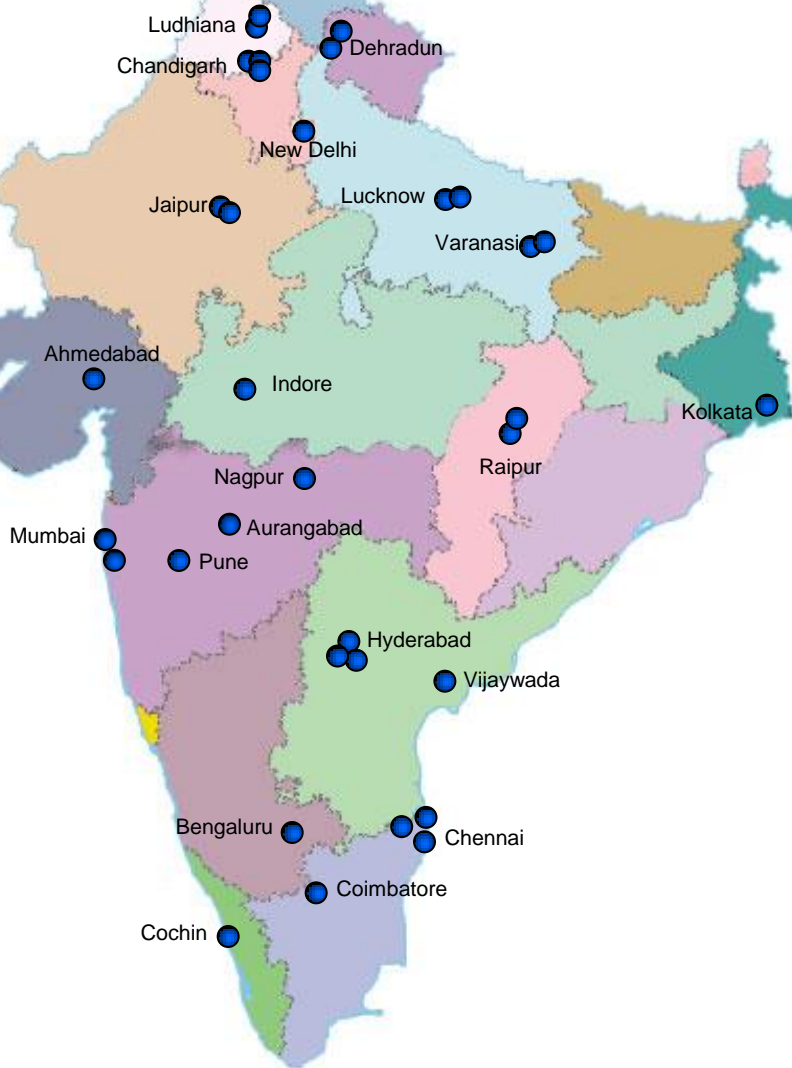 Ludhiana
Dehradun
Chandigarh
New Delhi
Lucknow
Jaipur
Varanasi
Ahmedabad
Indore
Kolkata
Raipur
Nagpur
Aurangabad
Mumbai
Pune
Hyderabad
Vijaywada
Bengaluru
Chennai
Coimbatore
Cochin